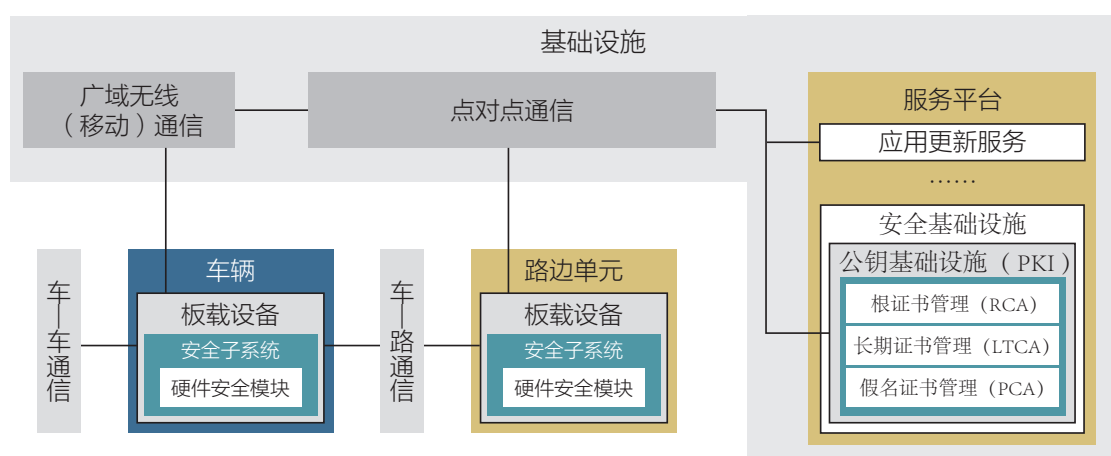 基础设施
广域无线
（移动）通信
点对点通信
服务平台
应用更新服务
……
安全基础设施
公钥基础设施（PKI）
根证书管理（RCA）
长期证书管理（LTCA）
假名证书管理（PCA）
车—车通信
车辆
板载设备
安全子系统
硬件安全模块
车—路通信
路边单元
板载设备
安全子系统
硬件安全模块